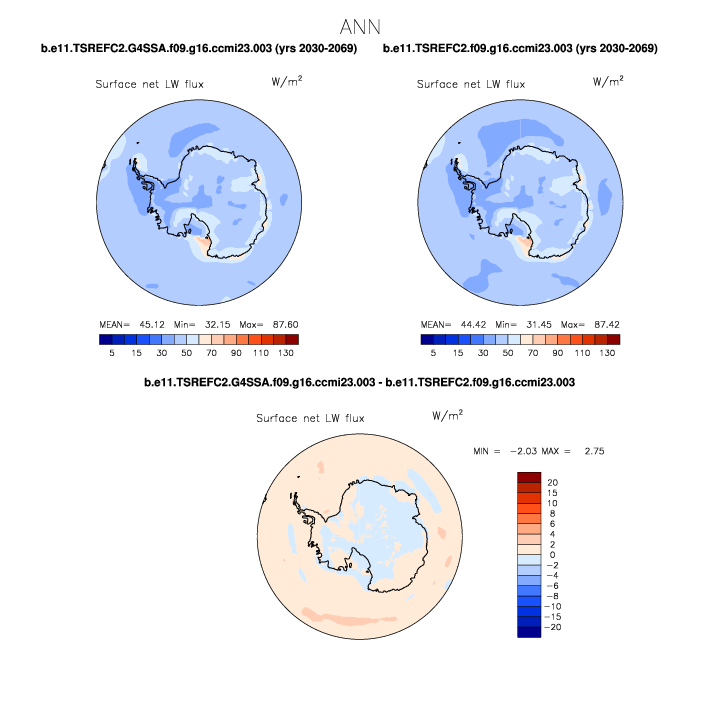 ANN
b.e11.TSREFC2.G4SSA.f09.g16.ccmi23.003 (yrs 2030-2069)
b.e11.TSREFC2.f09.g16.ccmi23.003 (yrs 2030-2069)
Surface net LW flux W/m²
Surface net LW flux W/m²
MEAN= 45.12 Min= 32.15 Max= 87.60
MEAN= 44.42 Min= 31.45 Max= 87.42
5 15 30 50 70 90 110 130
5 15 30 50 70 90 110 130
b.e11.TSREFC2.G4SSA.f09.g16.ccmi23.003 - b.e11.TSREFC2.f09.g16.ccmi23.003
Surface net LW flux W/m²
MIN = -2.03 MAX = 2.75
20
15
10
8
6
4
2
0
-2
-4
-6
-8
-10
-15
-20